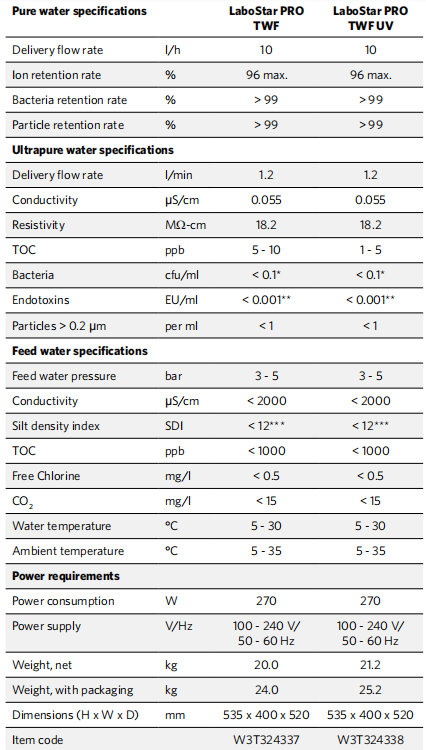 Pure water specifications LaboStar PRO TWF LaboStar PRO TWF UV
Delivery flow rate l/h 10 10
Ion retention rate % 96 max. 96 max.
Bacteria retention rate % > 99 > 99
Particle retention rate % > 99 > 99
Ultrapure water specifications
Delivery flow rate l/min 1.2 1.2
Conductivity µS/cm 0.055 0.055
Resistivity MΩ-cm 18.2 18.2
TOC ppb 5 - 10 1 - 5
Bacteria cfu/ml < 0.1* < 0.1*
Endotoxins EU/ml < 0.001** < 0.001**
Particles > 0.2 µm per ml < 1 < 1
Feed water specifications
Feed water pressure bar 3 - 5 3 - 5
Conductivity µS/cm < 2000 < 2000
Silt density index SDI < 12*** < 12***
TOC ppb < 1000 < 1000
Free Chlorine mg/l < 0.5 < 0.5
CO₂ mg/l < 15 < 15
Water temperature °C 5 - 30 5 - 30
Ambient temperature °C 5 - 35 5 - 35
Power requirements
Power consumption W 270 270
Power supply V/Hz 100 - 240 V/ 50 - 60 Hz 100 - 240 V/ 50 - 60 Hz
Weight, net kg 20.0 21.2
Weight, with packaging kg 24.0 25.2
Dimensions (H x W x D) mm 535 x 400 x 520 535 x 400 x 520
Item code W3T324337 W3T324338